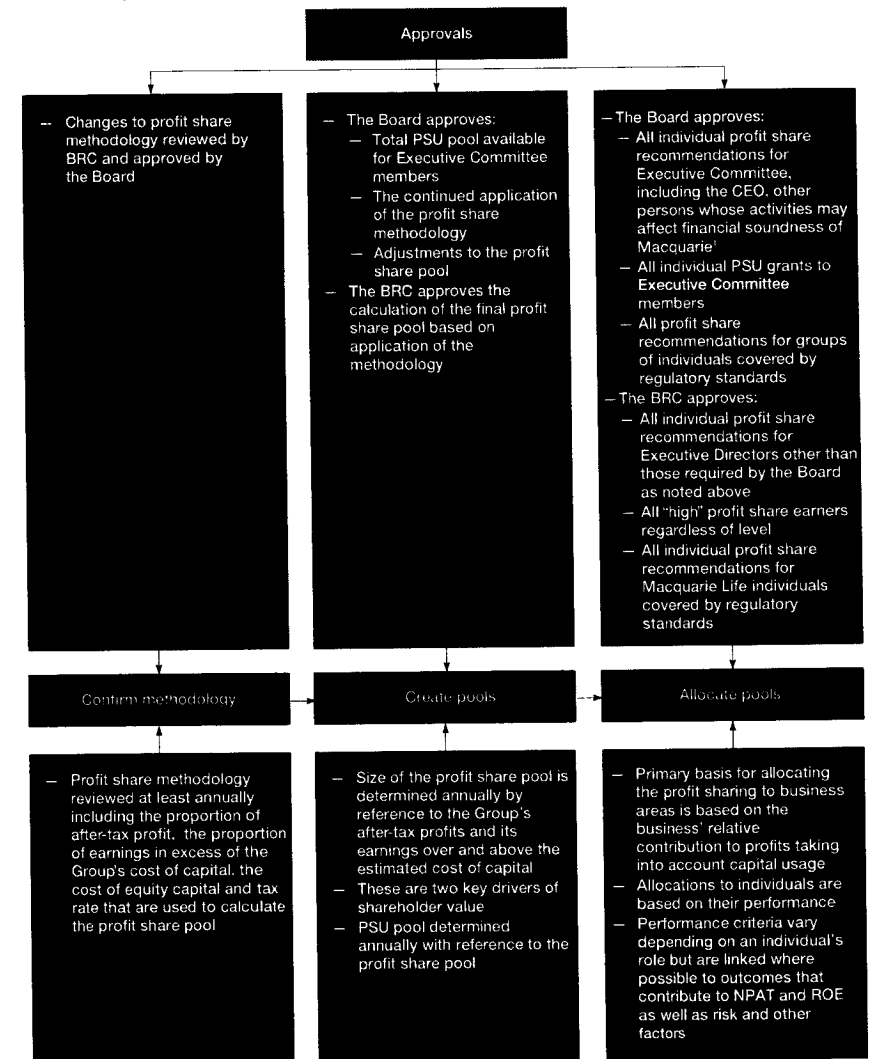 Approvals
-- Changes to profit share
methodology reviewed by
BRC and approved by
the Board
– The Board approves:
– Total PSU pool available
for Executive Committee
members
– The continued application
of the profit share
methodology
– Adjustments to the profit
share pool
– The BRC approves the
calculation of the final profit
share pool based on
application of the
methodology
– The Board approves:
– All individual profit share
recommendations for
Executive Committee,
including the CEO, other
persons whose activities may
affect financial soundness of
Macquarie¹
– All individual PSU grants to
Executive Committee
members
– All profit share
recommendations for groups
of individuals covered by
regulatory standards
– The BRC approves:
– All individual profit share
recommendations for
Executive Directors other than
those required by the Board
as noted above
– All "high" profit share earners
regardless of level
– All individual profit share
recommendations for
Macquarie Life individuals
covered by regulatory
standards
Confirm methodology
Create pools
Allocate pools
– Profit share methodology
reviewed at least annually
including the proportion of
after-tax profit, the proportion
of earnings in excess of the
Group's cost of capital, the
cost of equity capital and tax
rate that are used to calculate
the profit share pool
– Size of the profit share pool is
determined annually by
reference to the Group's
after-tax profits and its
earnings over and above the
estimated cost of capital
– These are two key drivers of
shareholder value
– PSU pool determined
annually with reference to the
profit share pool
– Primary basis for allocating
the profit sharing to business
areas is based on the
business' relative
contribution to profits taking
into account capital usage
– Allocations to individuals are
based on their performance
– Performance criteria vary
depending on an individual's
role but are linked where
possible to outcomes that
contribute to NPAT and ROE
as well as risk and other
factors